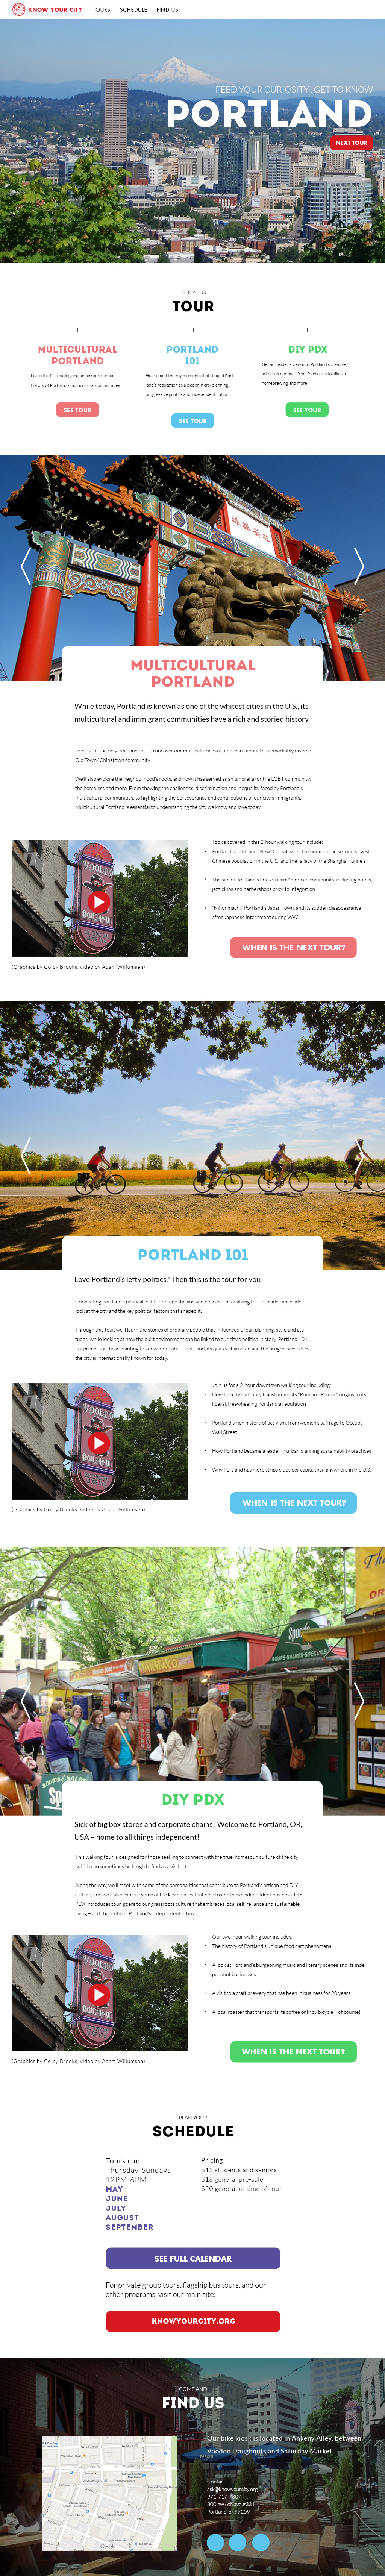 KNOW YOUR CITY TOURS SCHEDULE FIND US
FEED YOUR CURIOSITY. GET TO KNOW
PORTLAND
NEXT TOUR
PICK YOUR
TOUR
MULTICULTURAL
PORTLAND
Learn the fascinating and underrepresented
history of Portland's multicultural communities
SEE TOUR
PORTLAND
101
Hear about the key moments that shaped Port-
land's reputation as a leader in city planning,
progressive politics and independent cultur
SEE TOUR
DIY PDX
Get an insider's view into Portland's creative,
artisan economy – from food carts to bikes to
homebrewing and more!
SEE TOUR
MULTICULTURAL
PORTLAND
While today, Portland is known as one of the whitest cities in the U.S., its
multicultural and immigrant communities have a rich and storied history.
Join us for the only Portland tour to uncover our multicultural past, and learn about the remarkably diverse
Old Town/ Chinatown community.
We'll also explore the neighborhood's roots, and how it has served as an umbrella for the LGBT community,
the homeless and more. From showing the challenges, discrimination and inequality faced by Portland's
multicultural communities, to highlighting the perseverance and contributions of our city's immigrants,
Multicultural Portland is essential to understanding the city we know and love today.
VOODOO
DOUGHNUT
(Graphics by Colby Brooks, video by Adam Willumsen)
Topics covered in this 2-hour walking tour include:
• Portland's "Old" and "New" Chinatowns, the home to the second largest
Chinese population in the U.S., and the fallacy of the Shanghai Tunnels
• The site of Portland's first African American community, including hotels,
jazz clubs and barbershops prior to integration.
• "Nihonmachi," Portland's Japan Town, and its sudden disappearance
after Japanese internment during WWII.
WHEN IS THE NEXT TOUR?
PORTLAND 101
Love Portland's lefty politics? Then this is the tour for you!
Connecting Portland's political institutions, politicians and policies, this walking tour provides an inside
look at the city and the key political factors that shaped it.
Through this tour, we'll learn the stories of ordinary people that influenced urban planning, style and atti-
tudes, while looking at how the built environment can be linked to our city's political history. Portland 101
is a primer for those wanting to know more about Portland, its quirky character, and the progressive policy
the city is internationally known for today.
VOODOO
DOUGHNUT
(Graphics by Colby Brooks, video by Adam Willumsen)
Join us for a 2-hour downtown walking tour including:
• How the city's identity transformed its "Prim and Proper" origins to its
liberal, freewheeling Portlandia reputation
• Portland's rich history of activism: from women's suffrage to Occupy
Wall Street
• How Portland became a leader in urban planning sustainability practices
• Why Portland has more strips clubs per capita than anywhere in the U.S.
WHEN IS THE NEXT TOUR?
DIY PDX
Sick of big box stores and corporate chains? Welcome to Portland, OR,
USA – home to all things independent!
This walking tour is designed for those seeking to connect with the true, homespun culture of the city
(which can sometimes be tough to find as a visitor).
Along the way, we'll meet with some of the personalities that contribute to Portland's artisan and DIY
culture, and we'll also explore some of the key policies that help foster these independent business. DIY
PDX introduces tour-goers to our grassroots culture that embraces local self-reliance and sustainable
living – and that defines Portland's independent ethos.
VOODOO
DOUGHNUT
(Graphics by Colby Brooks, video by Adam Willumsen)
Our two-hour walking tour includes:
• The history of Portland's unique food cart phenomena
• A look at Portland's burgeoning music and literary scenes and its inde-
pendent businesses
• A visit to a craft brewery that has been in business for 20 years
• A local roaster that transports its coffee only by bicycle – of course!
WHEN IS THE NEXT TOUR?
PLAN YOUR
SCHEDULE
Tours run
Thursday-Sundays
12PM-6PM
MAY
JUNE
JULY
AUGUST
SEPTEMBER
Pricing
$15 students and seniors
$18 general pre-sale
$20 general at time of tour
SEE FULL CALENDAR
For private group tours, flagship bus tours, and our
other programs, visit our main site:
KNOWYOURCITY.ORG
COME AND
FIND US
Our bike kiosk is located in Ankeny Alley, between
Voodoo Doughnuts and Saturday Market.
Contact:
ask@knowyourcity.org
800 nw 6th ave #331
Portland, or 97209
Google